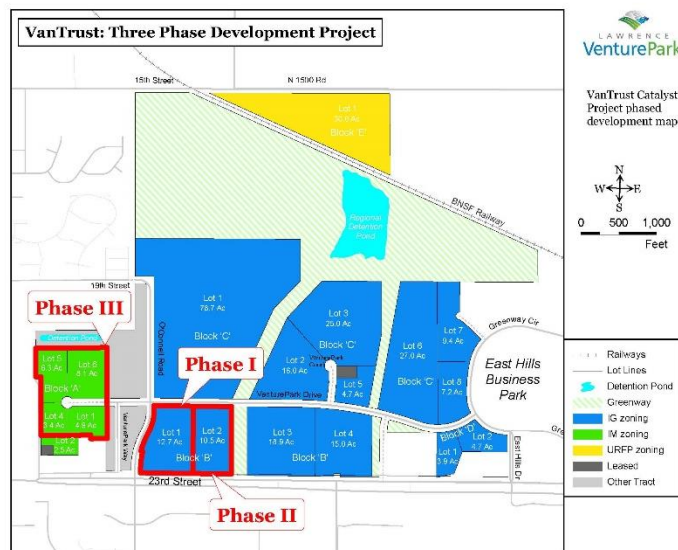 VanTrust: Three Phase Development Project
LAWRENCE
VenturePark
VanTrust Catalyst
Project phased
development map
N
W
E
S
0 500 1,000
Feet
15th Street
N 1500 Rd
Lot 1
Block 'E'
BNSF Railway
Regional
Detention
Pond
19th Street
Phase III
O'Connell Road
Lot 1
78.7 Ac
Block 'C'
Lot 3
25.0 Ac
Block 'C'
Lot 2
16.0 Ac
VenturePark
Court
Lot 5
4.7 Ac
Lot 6
27.0 Ac
Block 'C'
Lot 7
9.4 Ac
Lot 8
7.2 Ac
Greenway Cir
East Hills
Business
Park
Detention Pond
Lot 5
6.3 Ac
Lot 6
8.1 Ac
Block 'A'
Lot 4
3.4 Ac
Lot 1
4.8 Ac
Lot 2
2.5 Ac
Phase I
VenturePark Drive
VenturePark Way
Lot 1
12.7 Ac
Lot 2
10.5 Ac
Block 'B'
Lot 3
18.9 Ac
Lot 4
15.0 Ac
Block 'B'
Block 'D'
Lot 1
3.9 Ac
Lot 2
4.7 Ac
East Hills Dr
23rd Street
Phase II
Railways
Lot Lines
Detention Pond
Greenway
IG zoning
IM zoning
URFP zoning
Leased
Other Tract